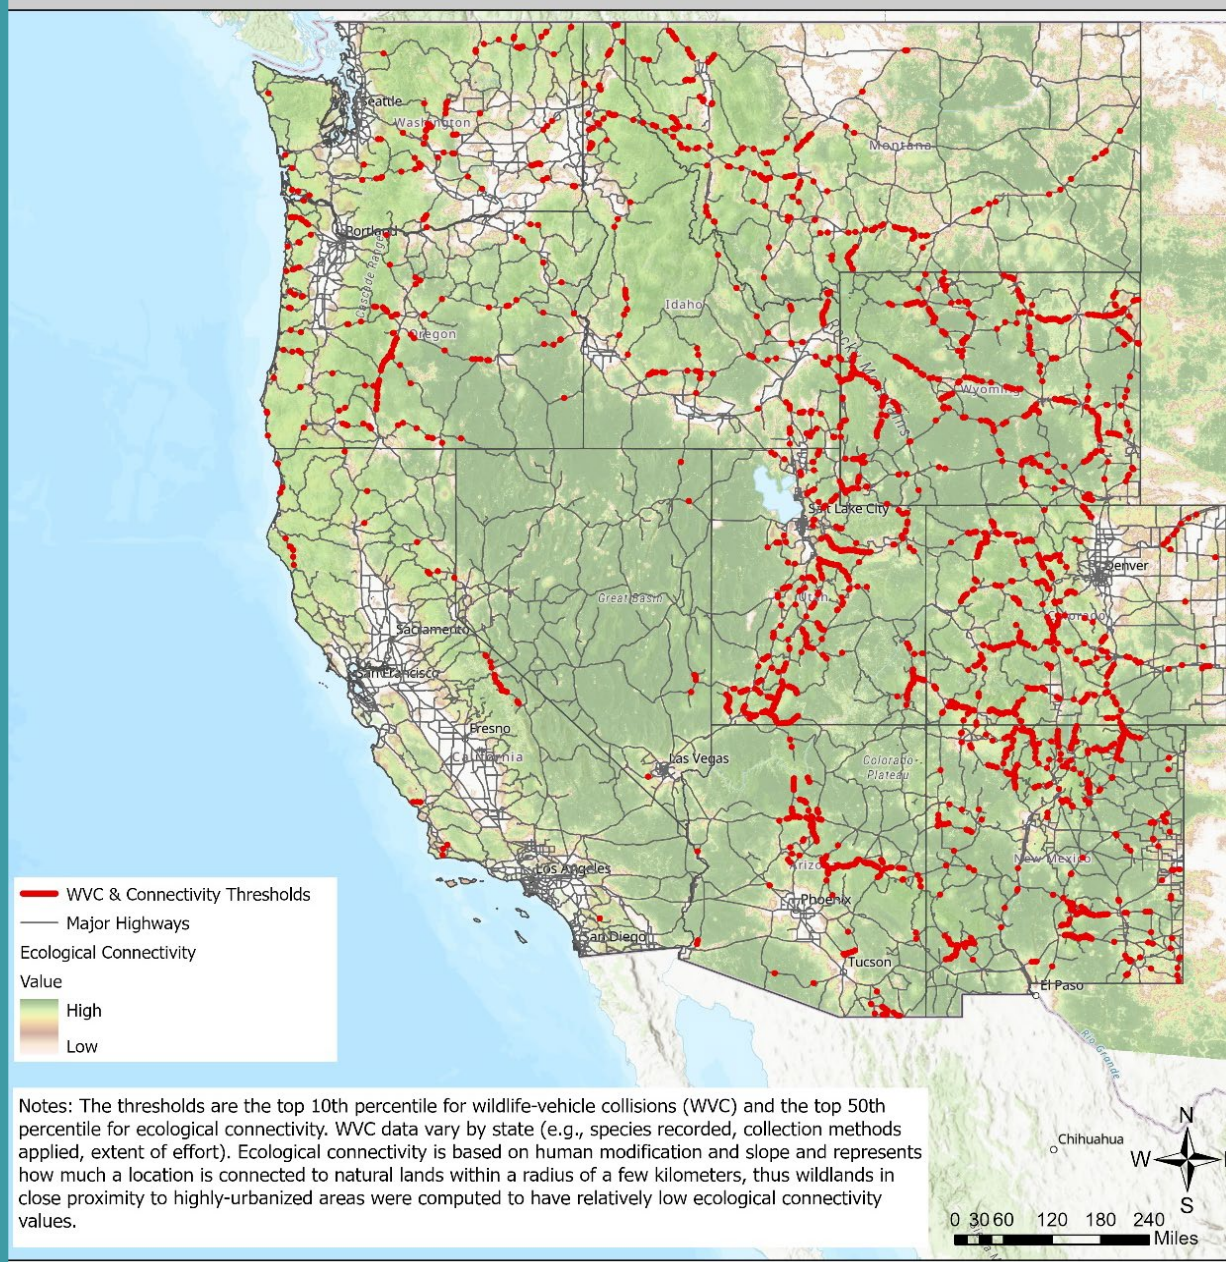 Seattle
Washington
Montana
Portland
Cascade Range
Oregon
Idaho
Rocky Mountains
Wyoming
Salt Lake City
Denver
Great Basin
Utah
Colorado
Sacramento
San Francisco
Fresno
California
Las Vegas
Colorado
Plateau
New Mexico
Los Angeles
Phoenix
San Diego
Tucson
El Paso
Rio Grande
WVC & Connectivity Thresholds
Major Highways
Ecological Connectivity
Value
High
Low
Notes: The thresholds are the top 10th percentile for wildlife-vehicle collisions (WVC) and the top 50th
percentile for ecological connectivity. WVC data vary by state (e.g., species recorded, collection methods
applied, extent of effort). Ecological connectivity is based on human modification and slope and represents
how much a location is connected to natural lands within a radius of a few kilometers, thus wildlands in
close proximity to highly-urbanized areas were computed to have relatively low ecological connectivity
values.
Chihuahua
N
W
S
0 30 60 120 180 240
Miles